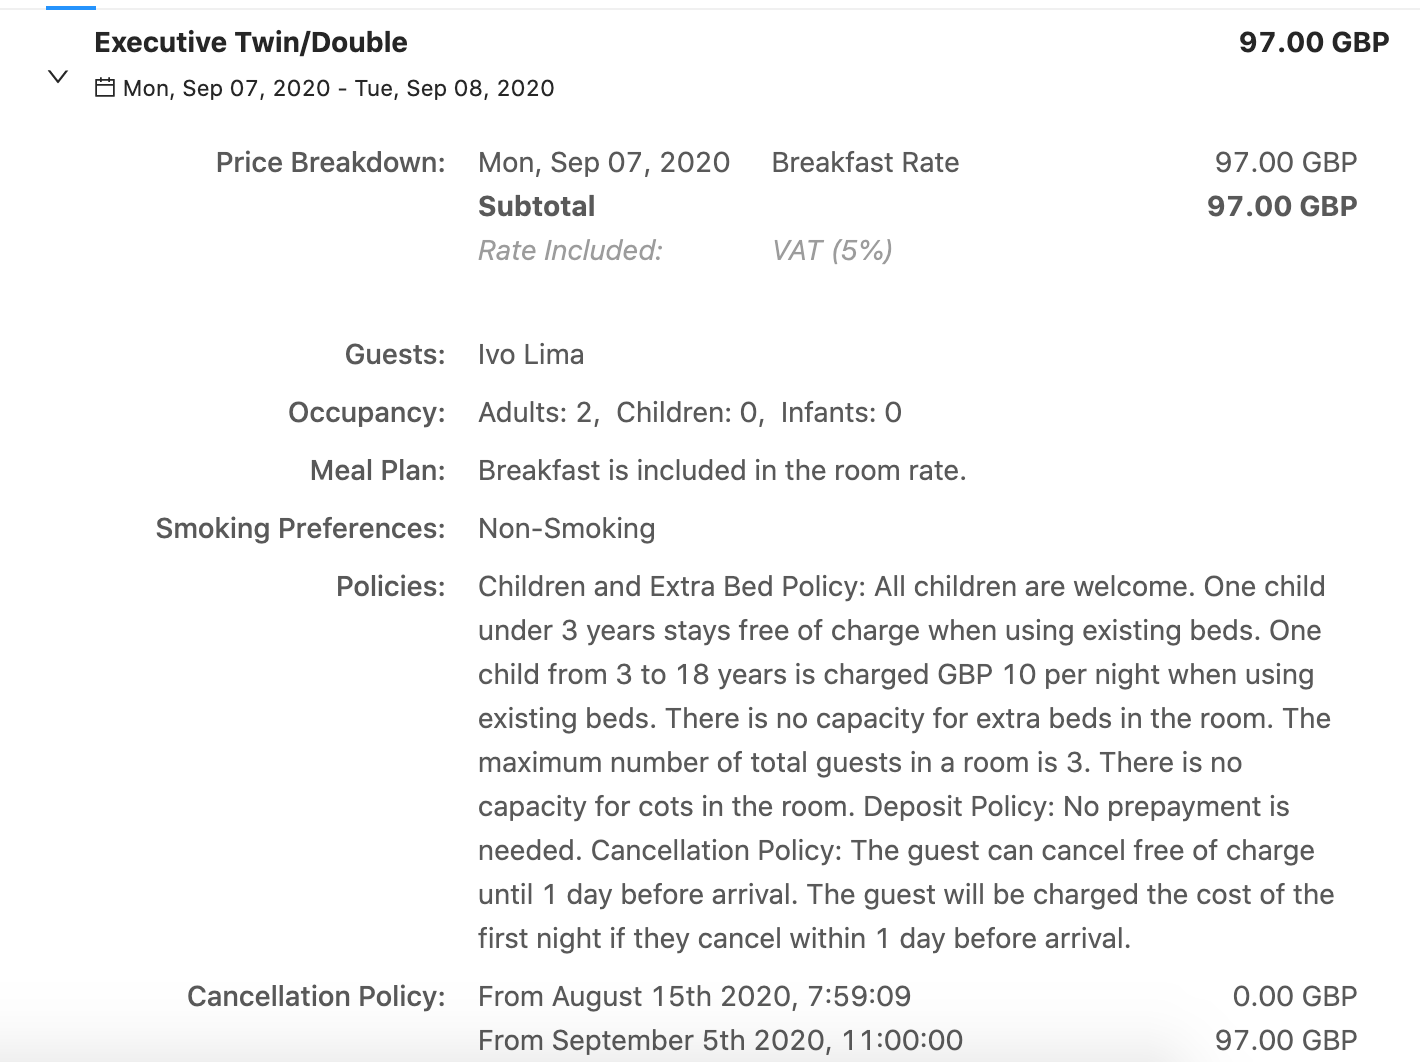 Executive Twin/Double 97.00 GBP
Mon, Sep 07, 2020 - Tue, Sep 08, 2020
Price Breakdown: Mon, Sep 07, 2020 Breakfast Rate 97.00 GBP
Subtotal 97.00 GBP
Rate Included: VAT (5%)
Guests: Ivo Lima
Occupancy: Adults: 2, Children: 0, Infants: 0
Meal Plan: Breakfast is included in the room rate.
Smoking Preferences: Non-Smoking
Policies: Children and Extra Bed Policy: All children are welcome. One child
under 3 years stays free of charge when using existing beds. One
child from 3 to 18 years is charged GBP 10 per night when using
existing beds. There is no capacity for extra beds in the room. The
maximum number of total guests in a room is 3. There is no
capacity for cots in the room. Deposit Policy: No prepayment is
needed. Cancellation Policy: The guest can cancel free of charge
until 1 day before arrival. The guest will be charged the cost of the
first night if they cancel within 1 day before arrival.
Cancellation Policy: From August 15th 2020, 7:59:09 0.00 GBP
From September 5th 2020, 11:00:00 97.00 GBP